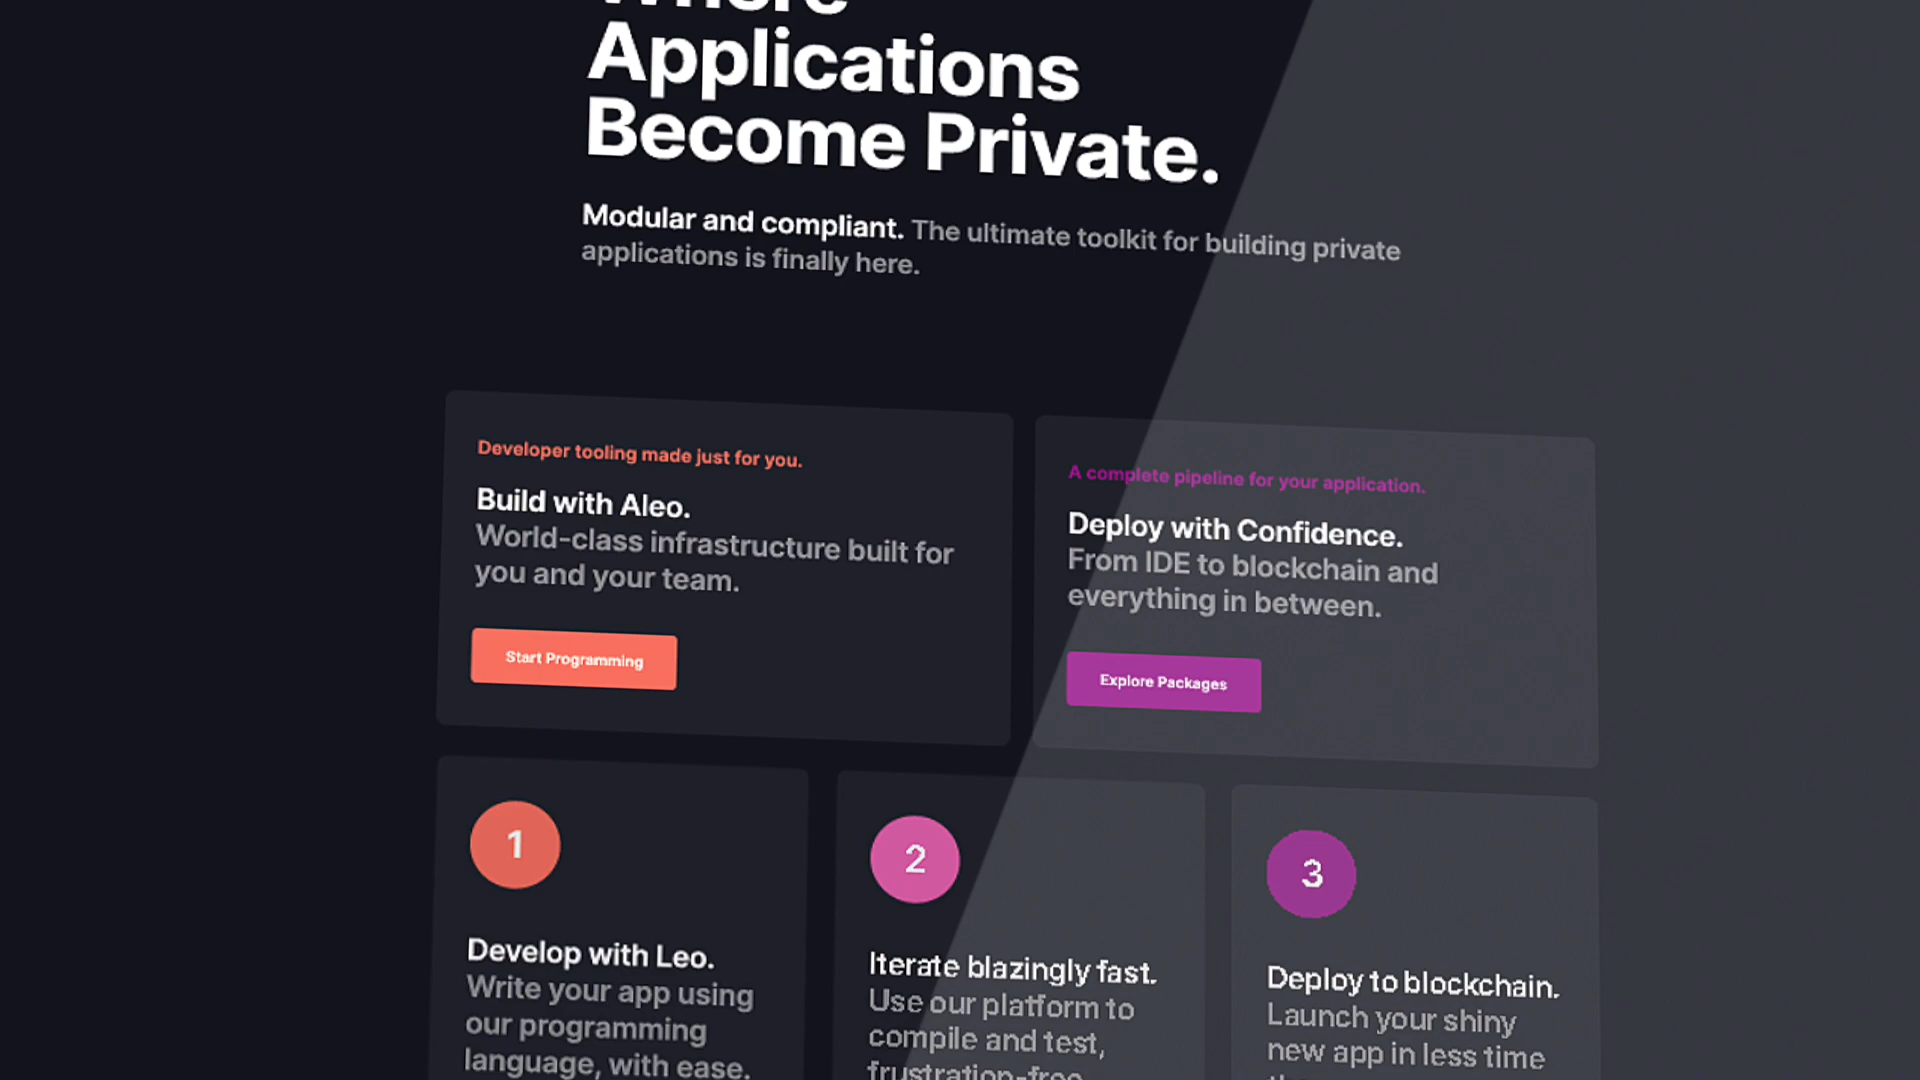 Where
Applications
Become Private.
Modular and compliant. The ultimate toolkit for building private
applications is finally here.
Developer tooling made just for you.
Build with Aleo.
World-class infrastructure built for
you and your team.
Start Programming
A complete pipeline for your application.
Deploy with Confidence.
From IDE to blockchain and
everything in between.
Explore Packages
1
Develop with Leo.
Write your app using
our programming
language, with ease.
2
Iterate blazingly fast.
Use our platform to
compile and test,
frustration-free
3
Deploy to blockchain.
Launch your shiny
new app in less time